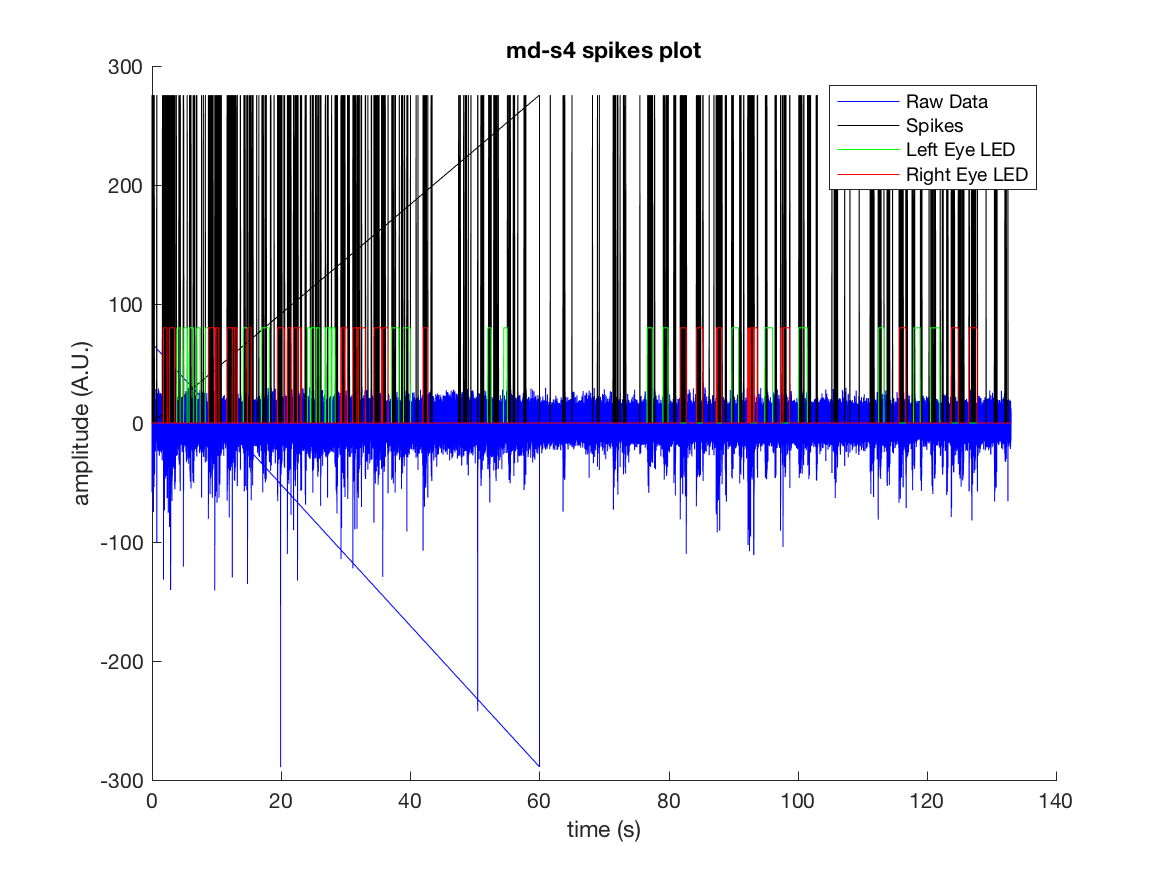 md-s4 spikes plot
300
200
100
0
-100
-200
-300
amplitude (A.U.)
Raw Data
Spikes
Left Eye LED
Right Eye LED
0 20 40 60 80 100 120 140
time (s)